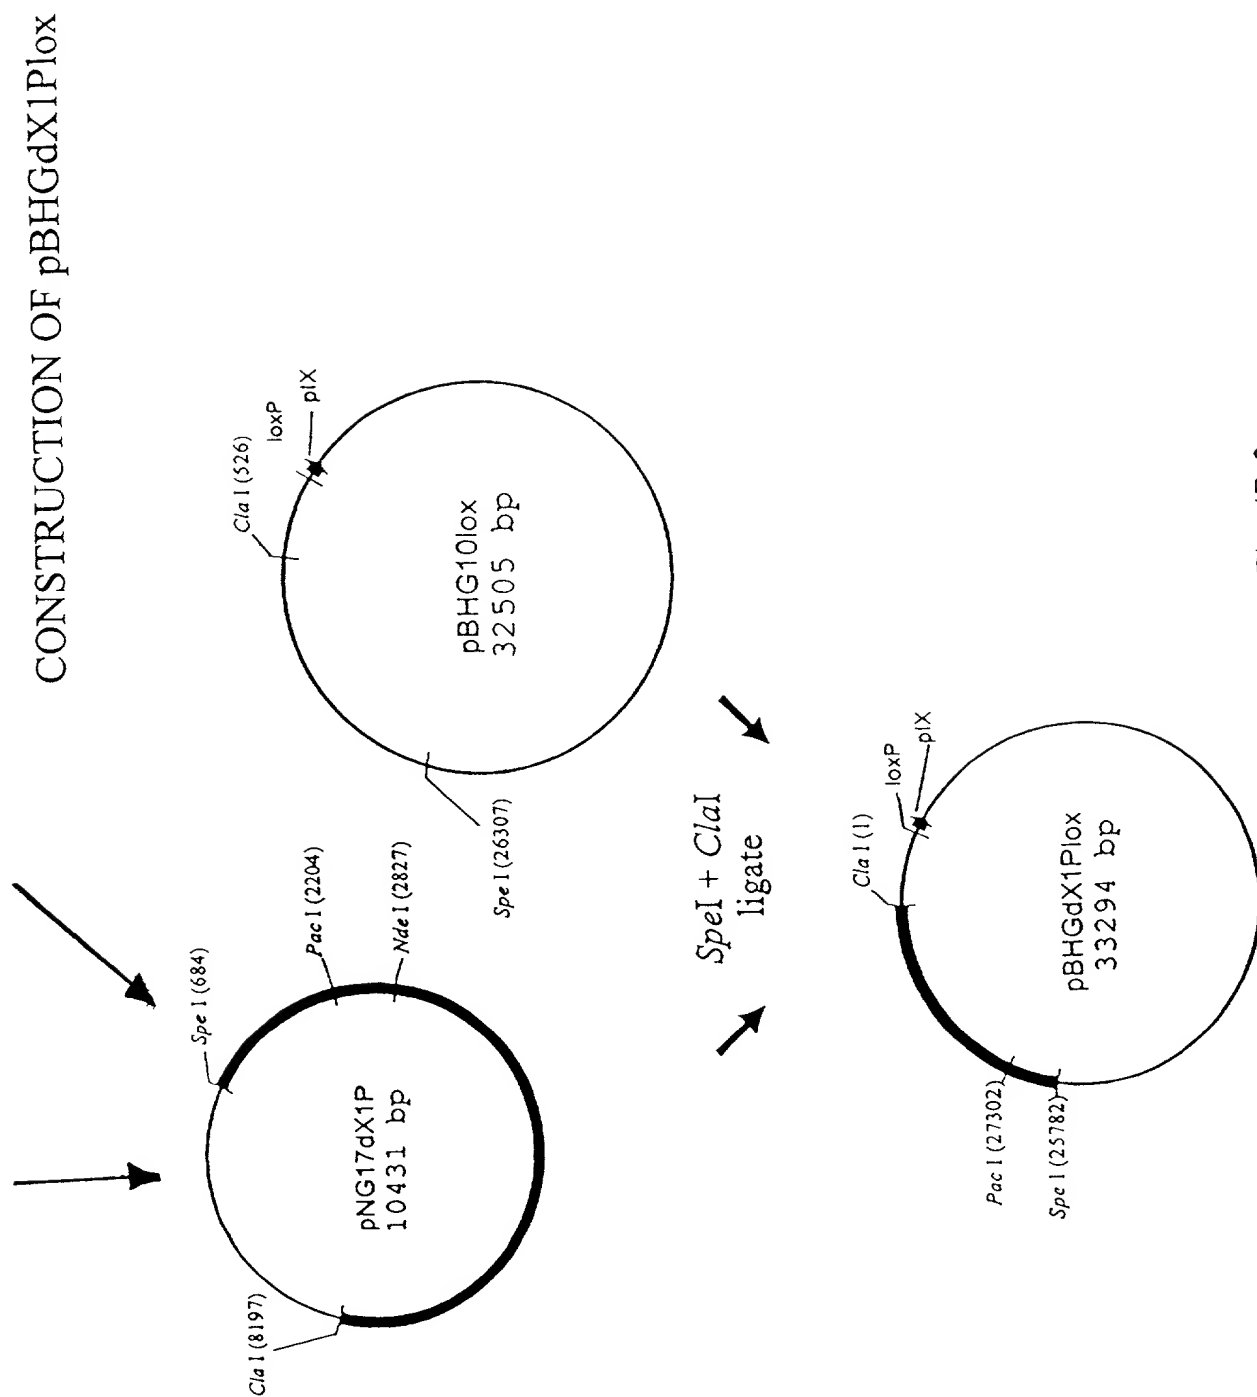 CONSTRUCTION OF pBHGdX1Plox
Spe I (684)
Pac I (2204)
Nde I (2827)
Cla I (8197)
pNG17dX1P
10431 bp
Cla I (526)
loxP
pIX
Spe I (26307)
pBHG10lox
32505 bp
SpeI + ClaI
ligate
Cla I (1)
loxP
pIX
Pac I (27302)
Spe I (25782)
pBHGdX1Plox
33294 bp